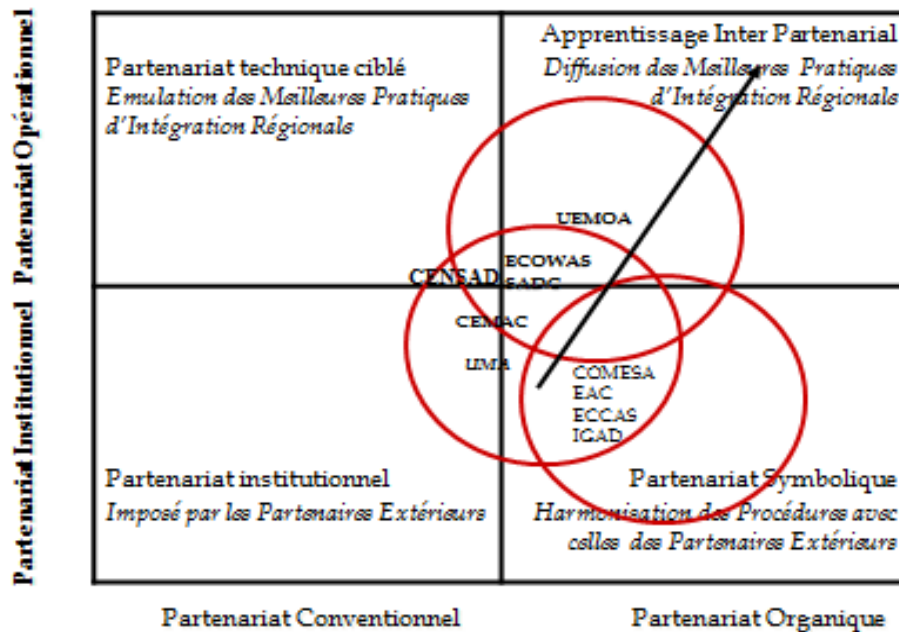 Partenariat Opérationnel
Partenariat Institutionnel
Partenariat technique ciblé
Emulation des Meilleures Pratiques
d'Intégration Régionals
Apprentissage Inter Partenarial
Diffusion des Meilleures Pratiques
d'Intégration Régionals
UEMOA
ECOWAS
CENSAD
SADC
CEMAC
UMA
COMESA
EAC
ECCAS
IGAD
Partenariat institutionnel
Imposé par les Partenaires Extérieurs
Partenariat Symbolique
Harmonisation des Procédures avec
celles des Partenaires Extérieurs
Partenariat Conventionnel
Partenariat Organique